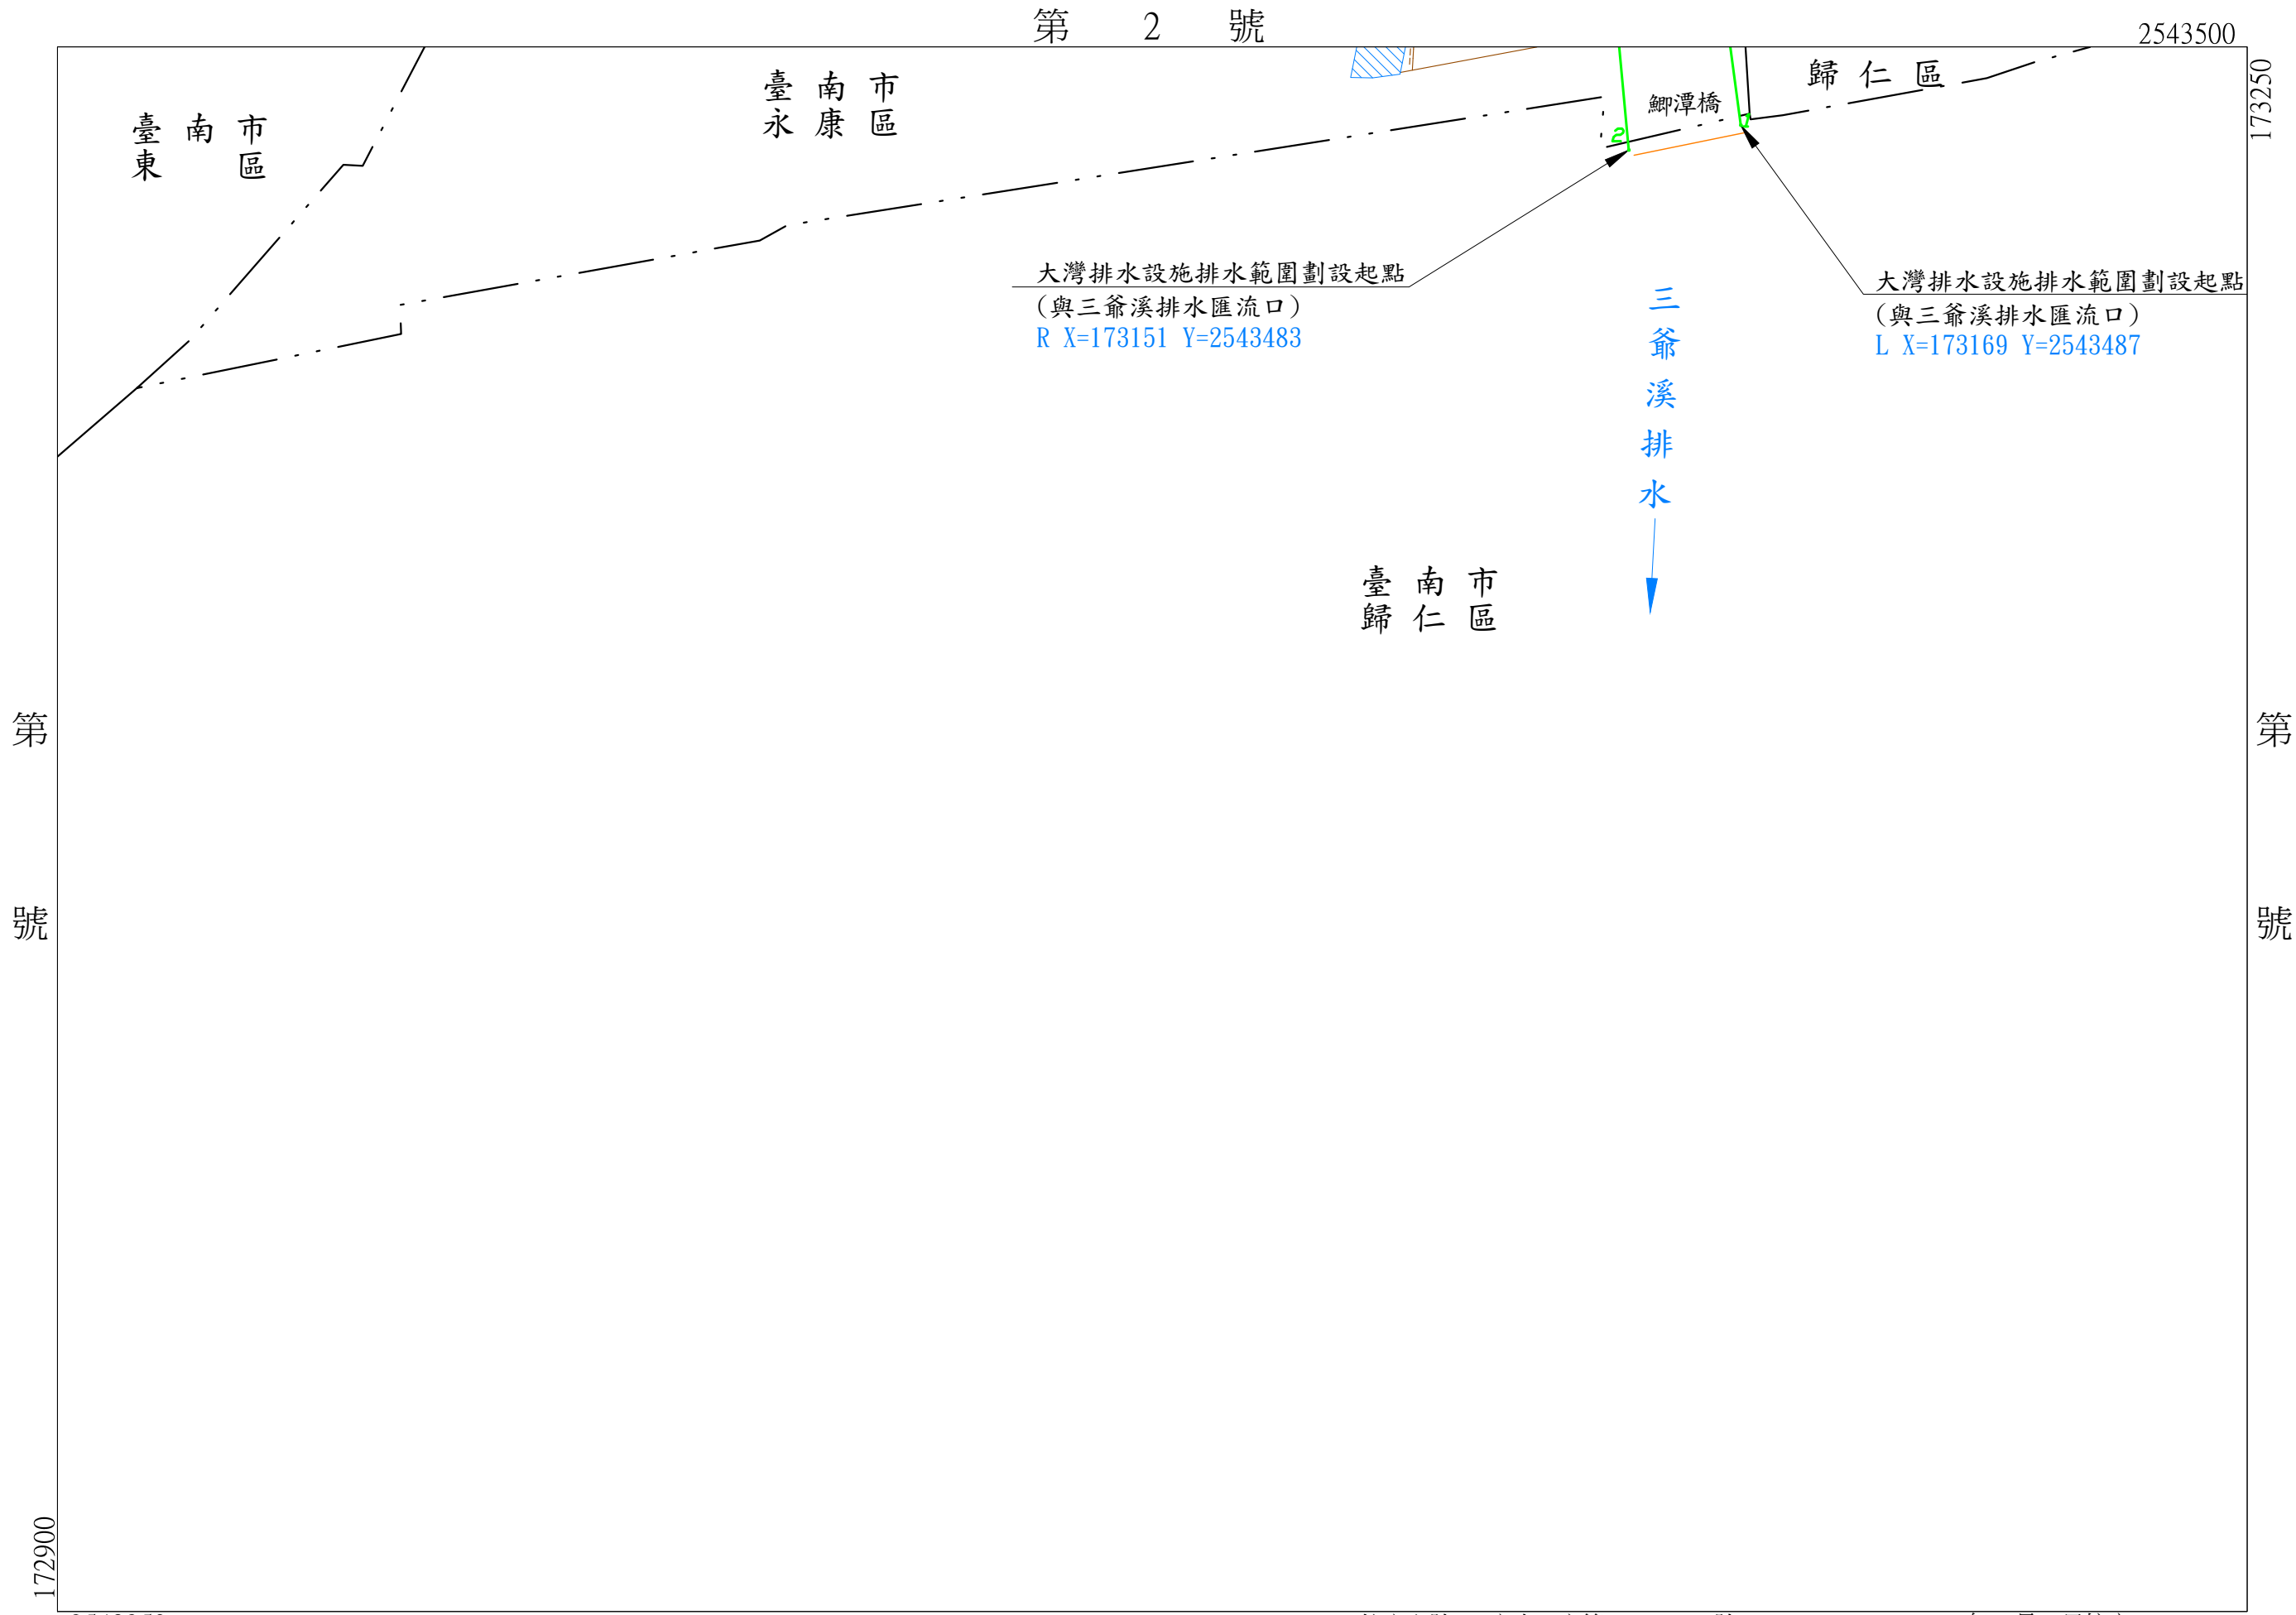 第 2 號
2543500
173250
臺南市
東 區
臺南市
永康區
歸仁區
鯽潭橋
2
1
大灣排水設施排水範圍劃設起點
(與三爺溪排水匯流口)
R X=173151 Y=2543483
大灣排水設施排水範圍劃設起點
(與三爺溪排水匯流口)
L X=173169 Y=2543487
三爺溪排水
臺南市
歸仁區
第 號
第 號
172900